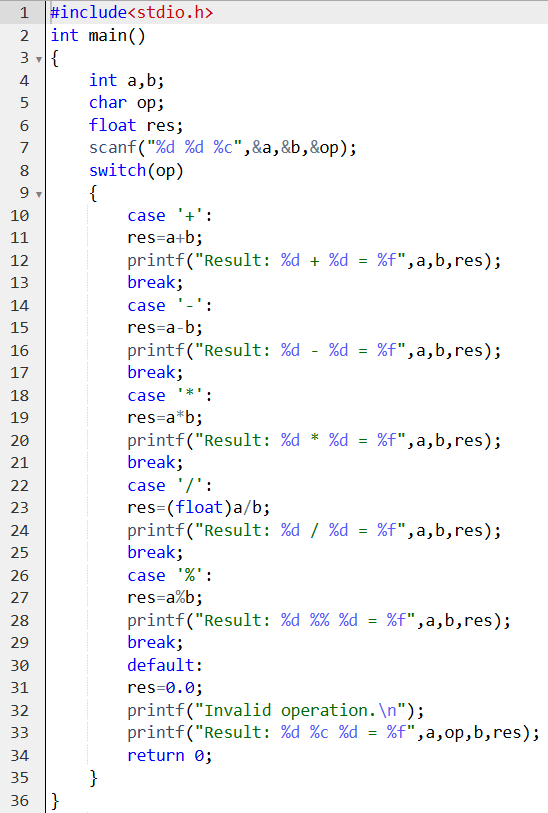 1 #include<stdio.h>
2 int main()
3 {
4     int a,b;
5     char op;
6     float res;
7     scanf("%d %d %c",&a,&b,&op);
8     switch(op)
9     {
10         case '+':
11         res=a+b;
12         printf("Result: %d + %d = %f",a,b,res);
13         break;
14         case '-':
15         res=a-b;
16         printf("Result: %d - %d = %f",a,b,res);
17         break;
18         case '*':
19         res=a*b;
20         printf("Result: %d * %d = %f",a,b,res);
21         break;
22         case '/':
23         res=(float)a/b;
24         printf("Result: %d / %d = %f",a,b,res);
25         break;
26         case '%':
27         res=a%b;
28         printf("Result: %d %% %d = %f",a,b,res);
29         break;
30         default:
31         res=0.0;
32         printf("Invalid operation.\n");
33         printf("Result: %d %c %d = %f",a,op,b,res);
34         return 0;
35     }
36 }